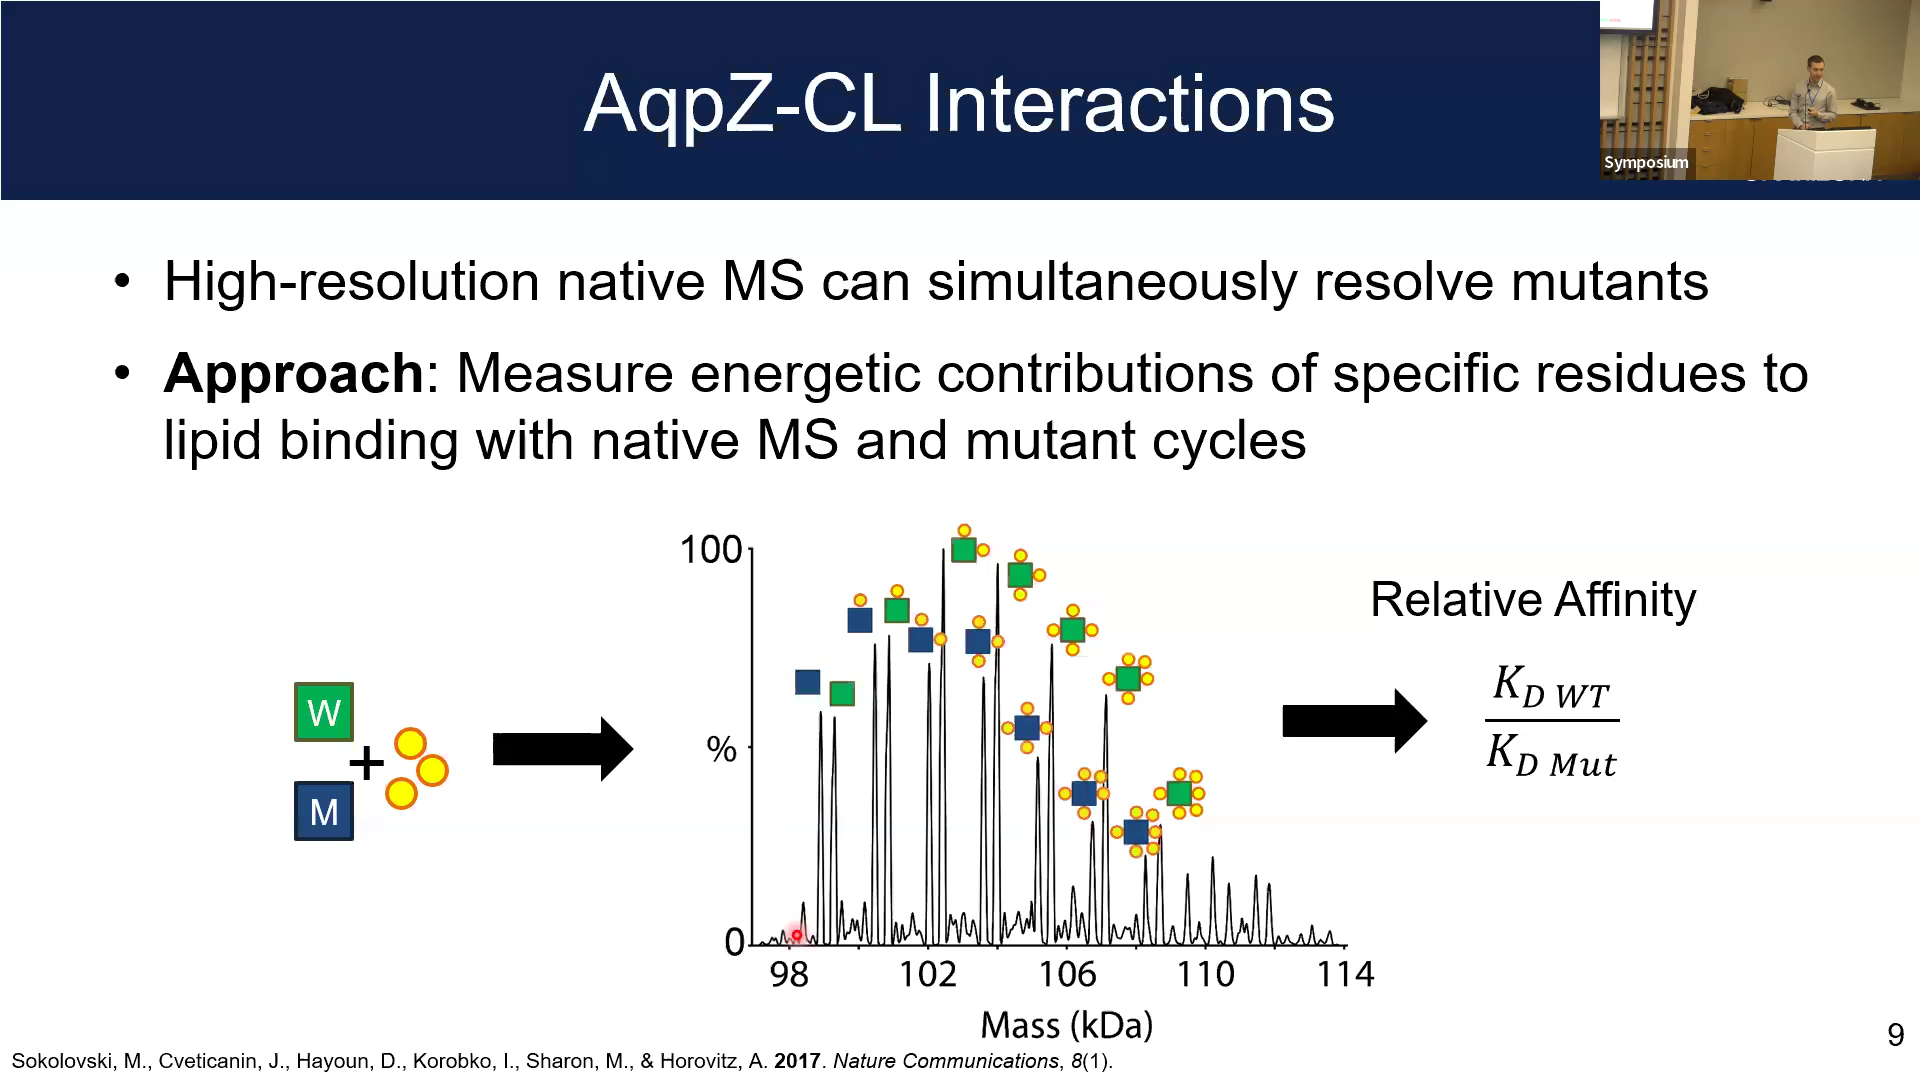 AqpZ-CL Interactions
Symposium
• High-resolution native MS can simultaneously resolve mutants
• Approach: Measure energetic contributions of specific residues to
lipid binding with native MS and mutant cycles
W
+
M
100
%
0
98 102 106 110 114
Mass (kDa)
Relative Affinity
K_D WT
K_D Mut
9
Sokolovski, M., Cveticanin, J., Hayoun, D., Korobko, I., Sharon, M., & Horovitz, A. 2017. Nature Communications, 8(1).